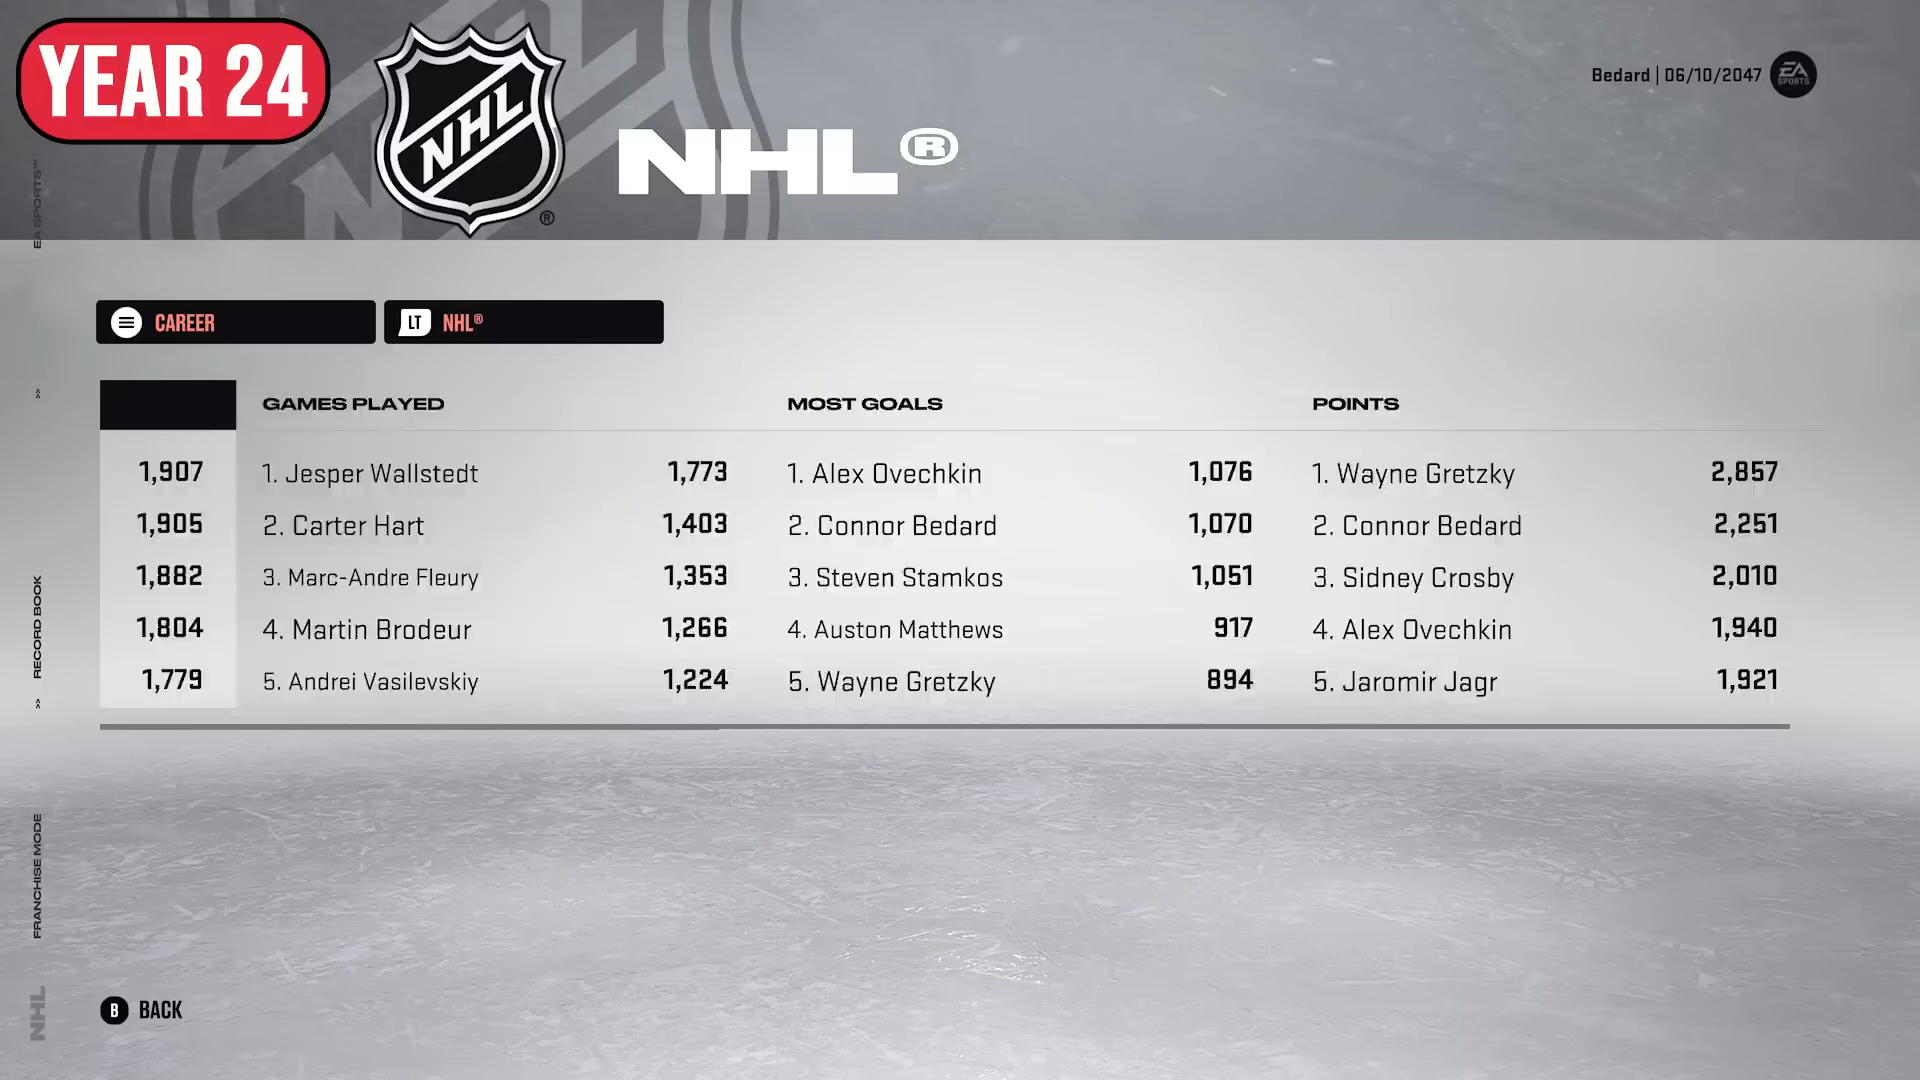 YEAR 24
NHL
®
NHL®
Bedard | 06/10/2047
EA SPORTS
EA SPORTS™
CAREER
LT NHL®
GAMES PLAYED MOST GOALS POINTS
1,907 1. Jesper Wallstedt 1,773 1. Alex Ovechkin 1,076 1. Wayne Gretzky 2,857
1,905 2. Carter Hart 1,403 2. Connor Bedard 1,070 2. Connor Bedard 2,251
1,882 3. Marc-Andre Fleury 1,353 3. Steven Stamkos 1,051 3. Sidney Crosby 2,010
1,804 4. Martin Brodeur 1,266 4. Auston Matthews 917 4. Alex Ovechkin 1,940
1,779 5. Andrei Vasilevskiy 1,224 5. Wayne Gretzky 894 5. Jaromir Jagr 1,921
NHL FRANCHISE MODE >> RECORD BOOK >>
B BACK